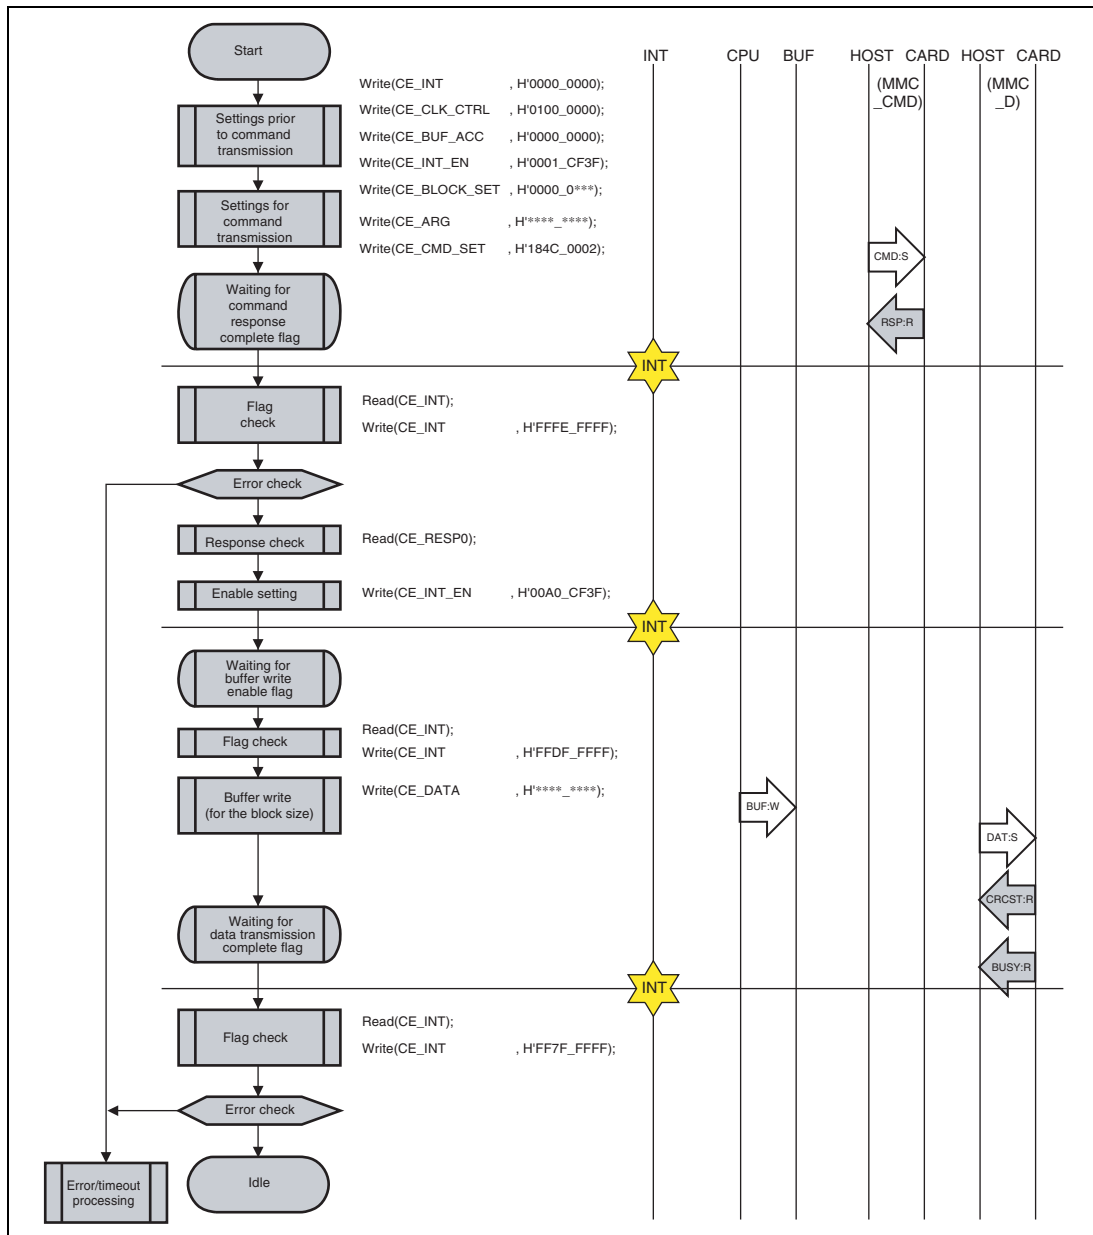 Start
INT CPU BUF HOST CARD HOST CARD
(MMC _CMD) (MMC _D)
Write(CE_INT , H'0000_0000);
Settings prior
to command
transmission
Write(CE_CLK_CTRL , H'0100_0000);
Write(CE_BUF_ACC , H'0000_0000);
Write(CE_INT_EN , H'0001_CF3F);
Write(CE_BLOCK_SET , H'0000_0***);
Settings for
command
transmission
Write(CE_ARG , H'****_****);
Write(CE_CMD_SET , H'184C_0002);
CMD:S
Waiting for
command
response
complete flag
RSP:R
INT
Flag
check
Read(CE_INT);
Write(CE_INT , H'FFFE_FFFF);
Error check
Response check
Read(CE_RESP0);
Enable setting
Write(CE_INT_EN , H'00A0_CF3F);
INT
Waiting for
buffer write
enable flag
Flag check
Read(CE_INT);
Write(CE_INT , H'FFDF_FFFF);
Buffer write
(for the block size)
Write(CE_DATA , H'****_****);
BUF:W
DAT:S
CRCST:R
Waiting for
data transmission
complete flag
BUSY:R
INT
Flag check
Read(CE_INT);
Write(CE_INT , H'FF7F_FFFF);
Error check
Error/timeout
processing
Idle